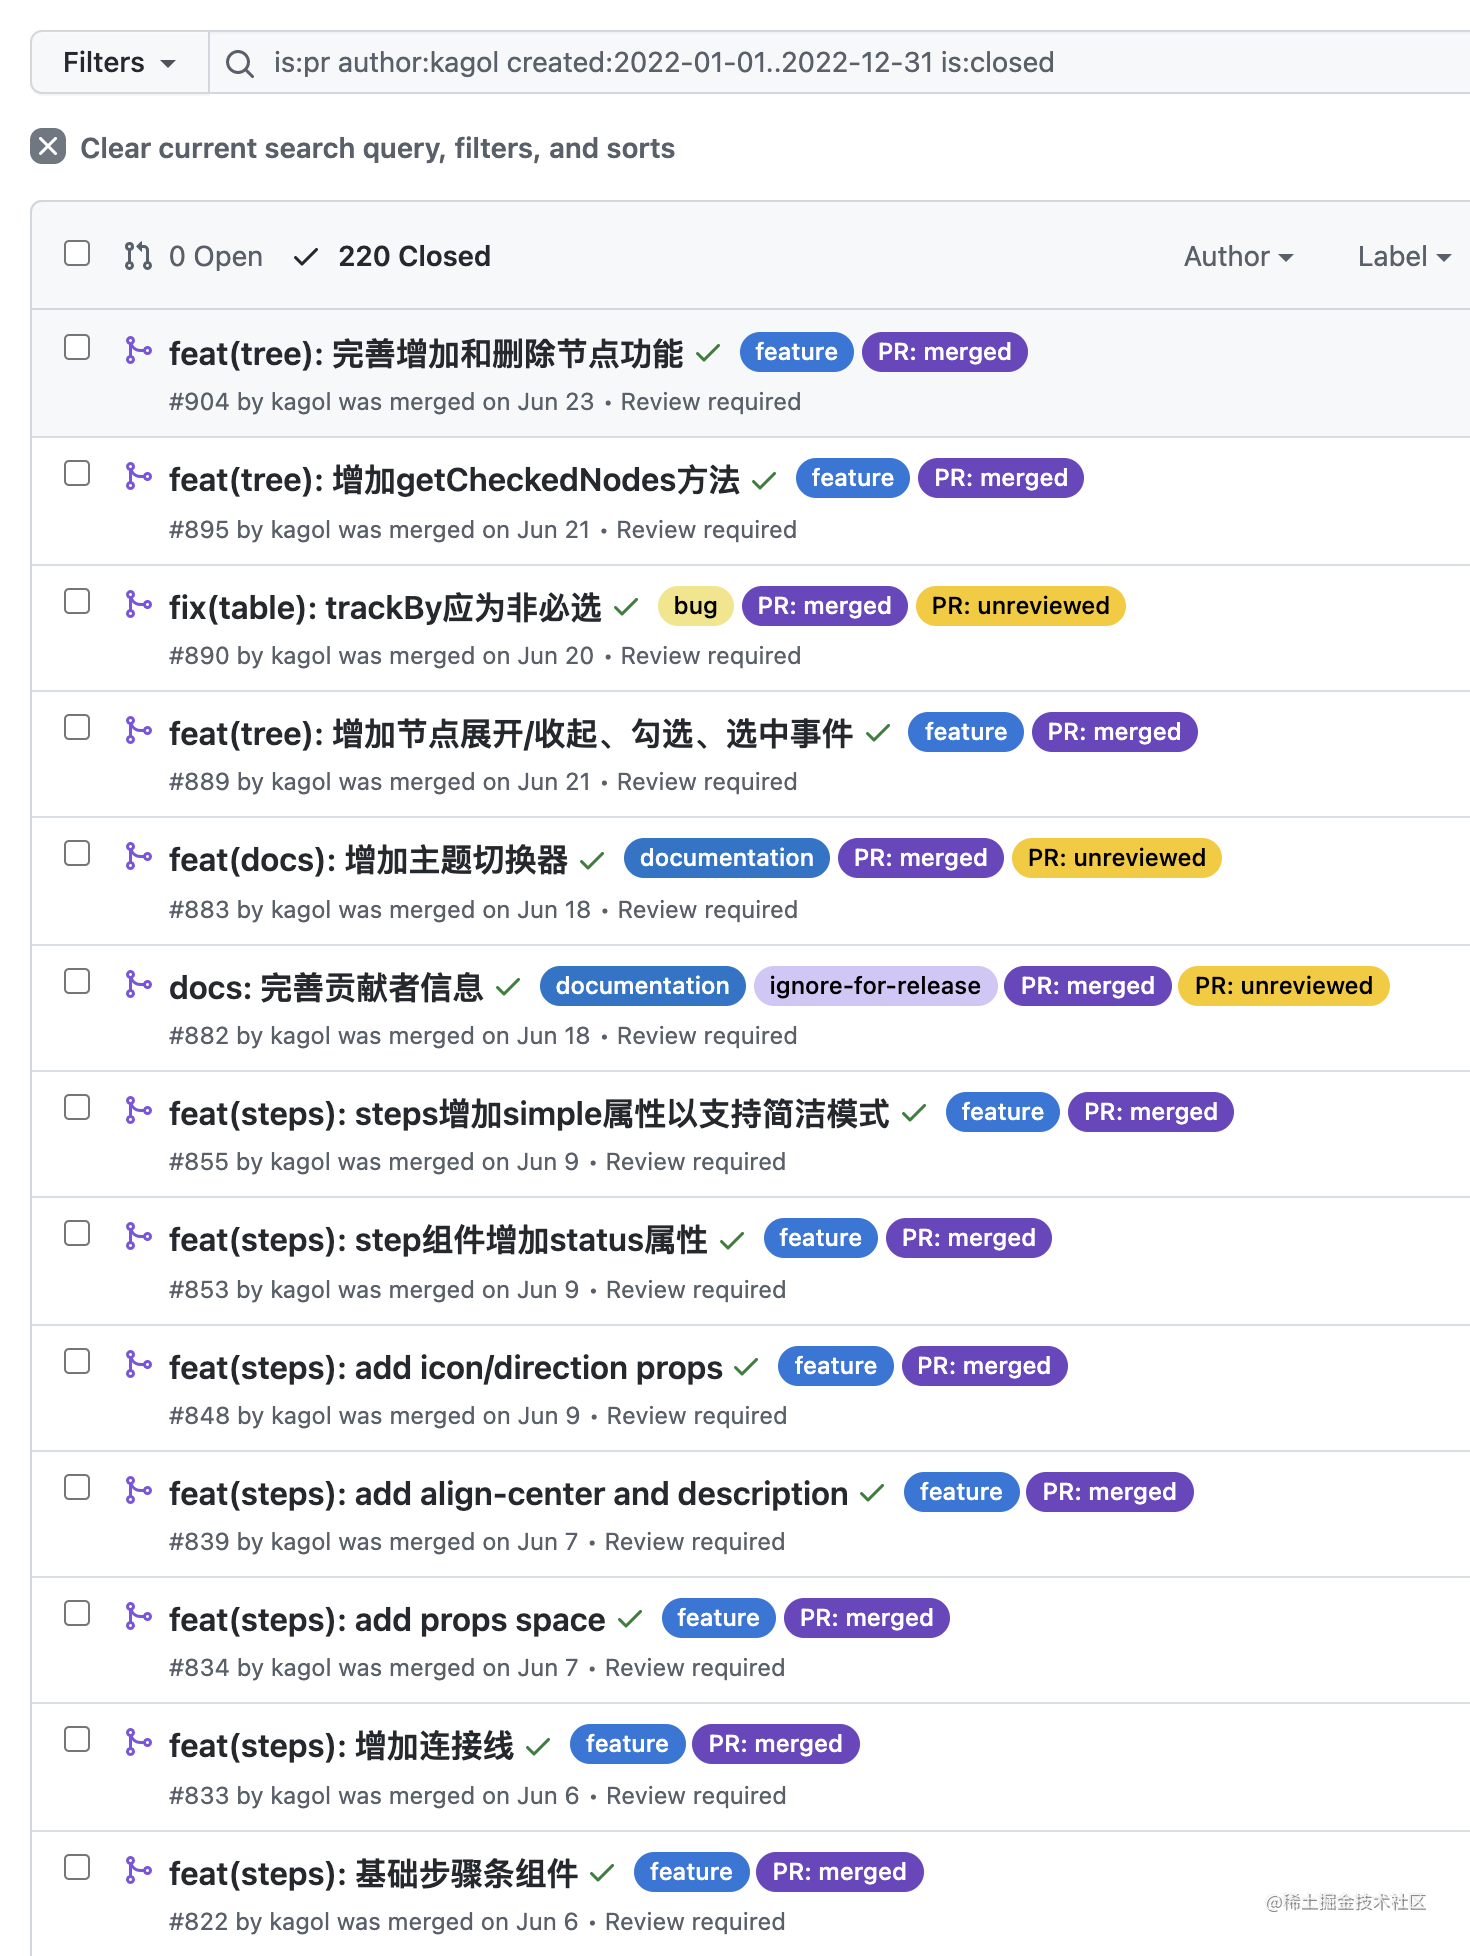 Filters
is:pr author:kagol created:2022-01-01..2022-12-31 is:closed
Clear current search query, filters, and sorts
0 Open 220 Closed Author Label
feat(tree): 完善增加和删除节点功能 feature PR: merged
#904 by kagol was merged on Jun 23 • Review required
feat(tree): 增加getCheckedNodes方法 feature PR: merged
#895 by kagol was merged on Jun 21 • Review required
fix(table): trackBy应为非必选 bug PR: merged PR: unreviewed
#890 by kagol was merged on Jun 20 • Review required
feat(tree): 增加节点展开/收起、勾选、选中事件 feature PR: merged
#889 by kagol was merged on Jun 21 • Review required
feat(docs): 增加主题切换器 documentation PR: merged PR: unreviewed
#883 by kagol was merged on Jun 18 • Review required
docs: 完善贡献者信息 documentation ignore-for-release PR: merged PR: unreviewed
#882 by kagol was merged on Jun 18 • Review required
feat(steps): steps增加simple属性以支持简洁模式 feature PR: merged
#855 by kagol was merged on Jun 9 • Review required
feat(steps): step组件增加status属性 feature PR: merged
#853 by kagol was merged on Jun 9 • Review required
feat(steps): add icon/direction props feature PR: merged
#848 by kagol was merged on Jun 9 • Review required
feat(steps): add align-center and description feature PR: merged
#839 by kagol was merged on Jun 7 • Review required
feat(steps): add props space feature PR: merged
#834 by kagol was merged on Jun 7 • Review required
feat(steps): 增加连接线 feature PR: merged
#833 by kagol was merged on Jun 6 • Review required
feat(steps): 基础步骤条组件 feature PR: merged
#822 by kagol was merged on Jun 6 • Review required
@稀土掘金技术社区